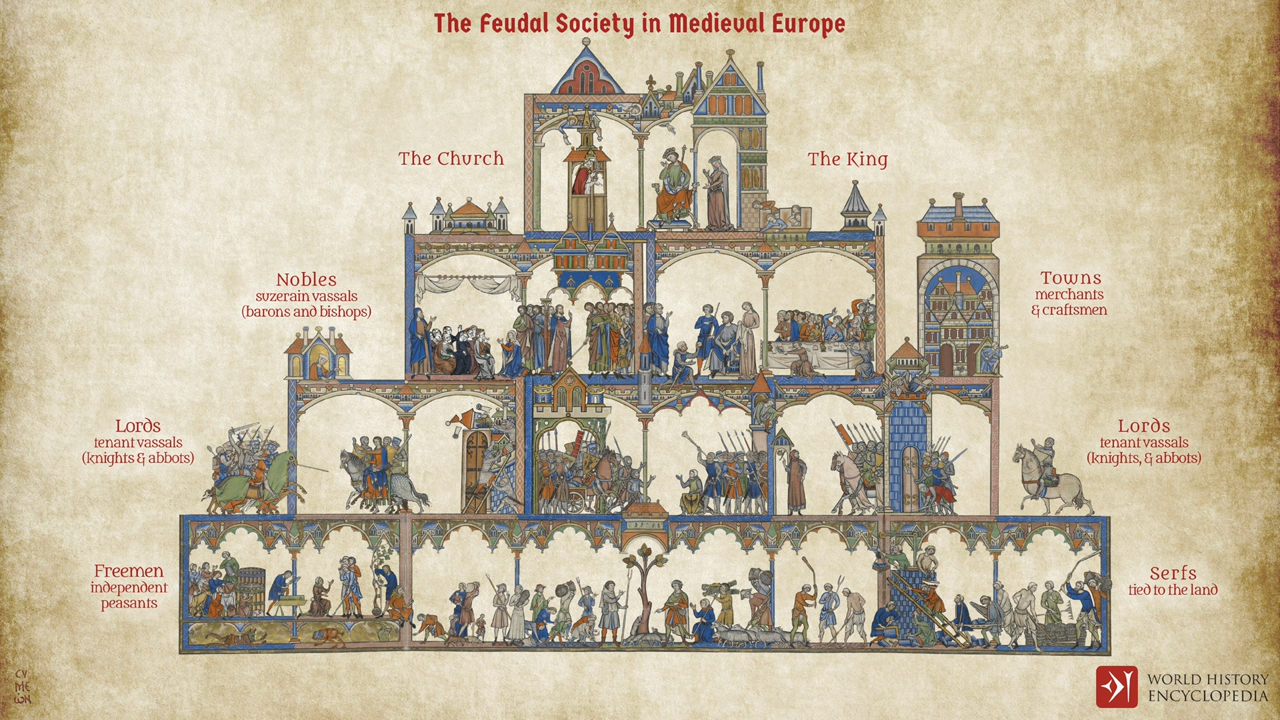 The Feudal Society in Medieval Europe
The Church
The King
Nobles
suzerain vassals
(barons and bishops)
Towns
merchants
& craftsmen
Lords
tenant vassals
(knights & abbots)
Lords
tenant vassals
(knights, & abbots)
Freemen
independent
peasants
Serfs
tied to the land
WORLD HISTORY
ENCYCLOPEDIA